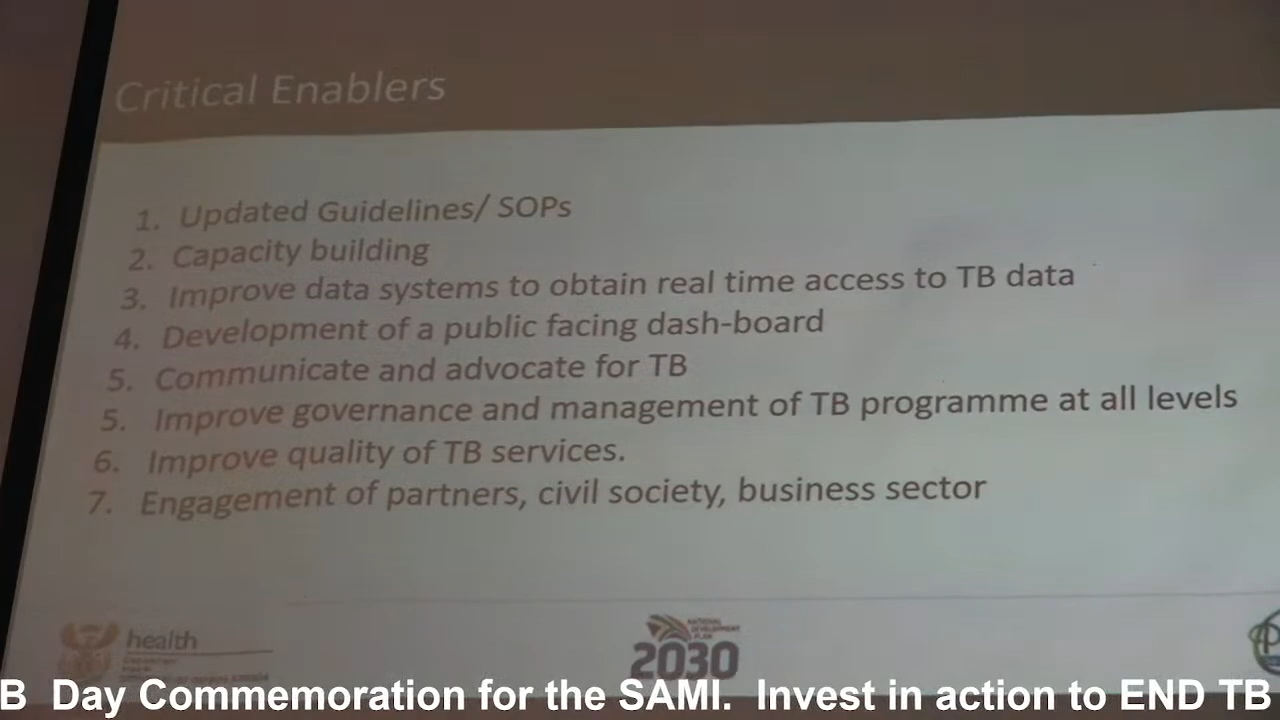 Critical Enablers
1. Updated Guidelines/ SOPs
2. Capacity building
3. Improve data systems to obtain real time access to TB data
4. Development of a public facing dash-board
5. Communicate and advocate for TB
5. Improve governance and management of TB programme at all levels
6. Improve quality of TB services.
7. Engagement of partners, civil society, business sector
health
NATIONAL
DEVELOPMENT
PLAN
2030
B Day Commemoration for the SAMI. Invest in action to END TB